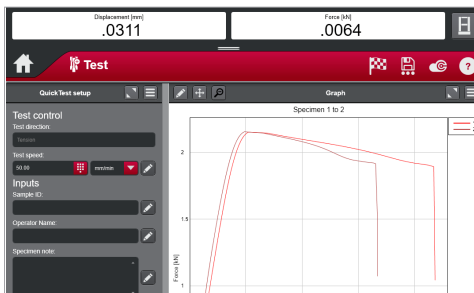 Displacement [mm]
.0311
Force [kN]
.0064
Test
?
QuickTest setup
Graph
Test control
Test direction:
Tension
Test speed:
50.00
mm/min
Inputs
Sample ID:
Operator Name:
Specimen note:
Specimen 1 to 2
2
1.5
1
Force [kN]